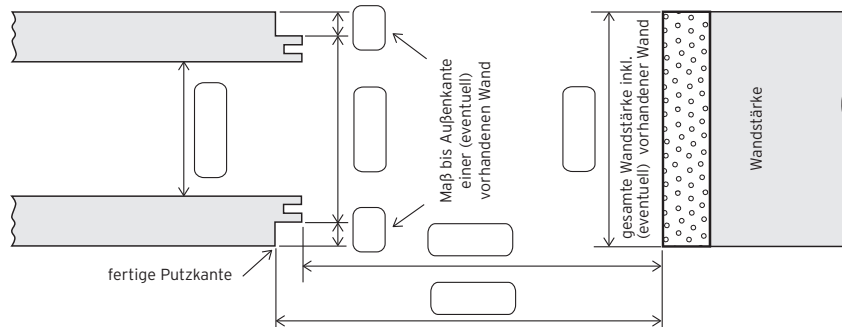 Maß bis Außenkante
einer (eventuell)
vorhandenen Wand
gesamte Wandstärke inkl.
(eventuell) vorhandener Wand
Wandstärke
fertige Putzkante